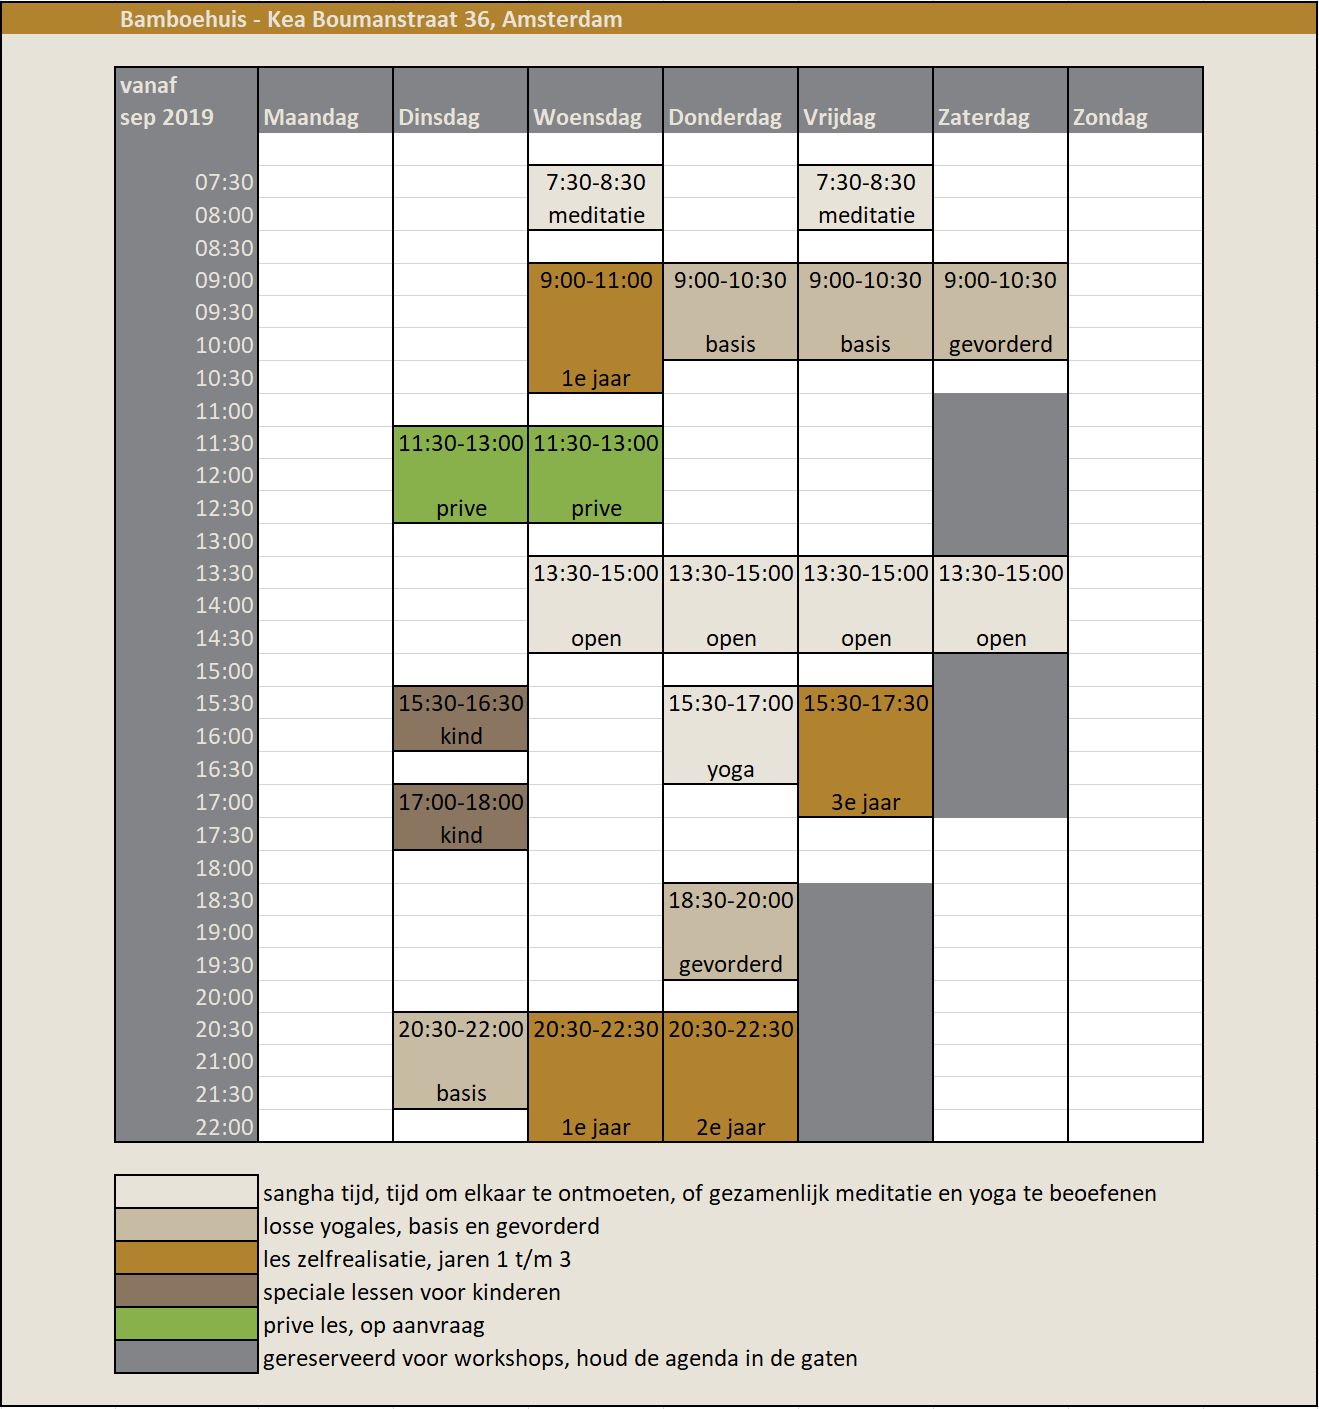 Bamboehuis - Kea Boumanstraat 36, Amsterdam
vanaf
sep 2019 Maandag Dinsdag Woensdag Donderdag Vrijdag Zaterdag Zondag
07:30 7:30-8:30 7:30-8:30
08:00 meditatie meditatie
08:30
09:00 9:00-11:00 9:00-10:30 9:00-10:30 9:00-10:30
09:30
10:00 basis basis gevorderd
10:30 1e jaar
11:00
11:30 11:30-13:00 11:30-13:00
12:00
12:30 prive prive
13:00
13:30 13:30-15:00 13:30-15:00 13:30-15:00 13:30-15:00
14:00
14:30 open open open open
15:00
15:30 15:30-16:30 15:30-17:00 15:30-17:30
16:00 kind
16:30 yoga
17:00 17:00-18:00 3e jaar
17:30 kind
18:00
18:30 18:30-20:00
19:00
19:30 gevorderd
20:00
20:30 20:30-22:00 20:30-22:30 20:30-22:30
21:00
21:30 basis
22:00 1e jaar 2e jaar
sangha tijd, tijd om elkaar te ontmoeten, of gezamenlijk meditatie en yoga te beoefenen
losse yogales, basis en gevorderd
les zelfrealisatie, jaren 1 t/m 3
speciale lessen voor kinderen
prive les, op aanvraag
gereserveerd voor workshops, houd de agenda in de gaten